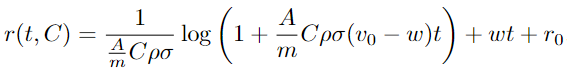 r(t, C) = \frac{1}{\frac{A}{m} C \rho \sigma} \log \left( 1 + \frac{A}{m} C \rho \sigma (v_0 - w) t \right) + wt + r_0